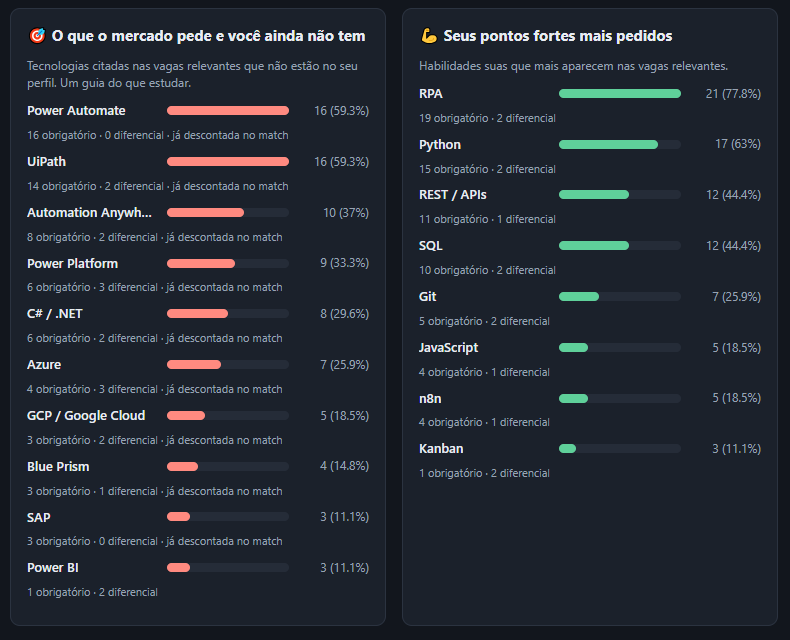 🎯 O que o mercado pede e você ainda não tem
Tecnologias citadas nas vagas relevantes que não estão no seu
perfil. Um guia do que estudar.
Power Automate 16 (59.3%)
16 obrigatório · 0 diferencial · já descontada no match
UiPath 16 (59.3%)
14 obrigatório · 2 diferencial · já descontada no match
Automation Anywh... 10 (37%)
8 obrigatório · 2 diferencial · já descontada no match
Power Platform 9 (33.3%)
6 obrigatório · 3 diferencial · já descontada no match
C# / .NET 8 (29.6%)
6 obrigatório · 2 diferencial · já descontada no match
Azure 7 (25.9%)
4 obrigatório · 3 diferencial · já descontada no match
GCP / Google Cloud 5 (18.5%)
3 obrigatório · 2 diferencial · já descontada no match
Blue Prism 4 (14.8%)
3 obrigatório · 1 diferencial · já descontada no match
SAP 3 (11.1%)
3 obrigatório · 0 diferencial · já descontada no match
Power BI 3 (11.1%)
1 obrigatório · 2 diferencial
💪 Seus pontos fortes mais pedidos
Habilidades suas que mais aparecem nas vagas relevantes.
RPA 21 (77.8%)
19 obrigatório · 2 diferencial
Python 17 (63%)
15 obrigatório · 2 diferencial
REST / APIs 12 (44.4%)
11 obrigatório · 1 diferencial
SQL 12 (44.4%)
10 obrigatório · 2 diferencial
Git 7 (25.9%)
5 obrigatório · 2 diferencial
JavaScript 5 (18.5%)
4 obrigatório · 1 diferencial
n8n 5 (18.5%)
4 obrigatório · 1 diferencial
Kanban 3 (11.1%)
1 obrigatório · 2 diferencial